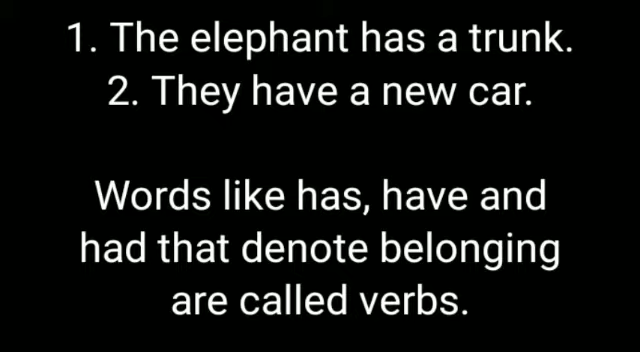 1. The elephant has a trunk.
2. They have a new car.
Words like has, have and
had that denote belonging
are called verbs.